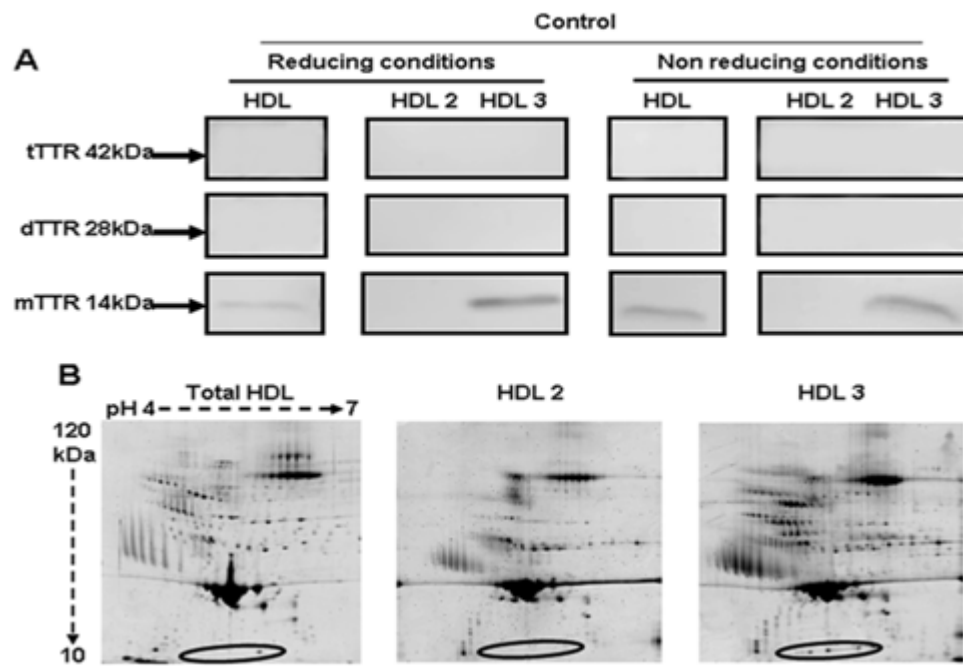 Control
A
Reducing conditions Non reducing conditions
HDL HDL 2 HDL 3 HDL HDL 2 HDL 3
tTTR 42kDa
dTTR 28kDa
mTTR 14kDa
B
Total HDL HDL 2 HDL 3
pH 4 7
120
kDa
10